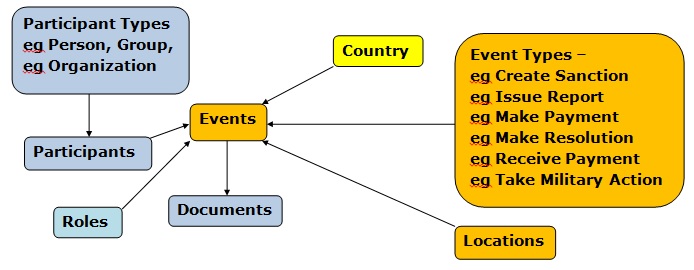 Participant Types
eg Person, Group,
eg Organization
Country
Event Types –
eg Create Sanction
eg Issue Report
eg Make Payment
eg Make Resolution
eg Receive Payment
eg Take Military Action
Events
Participants
Roles
Documents
Locations